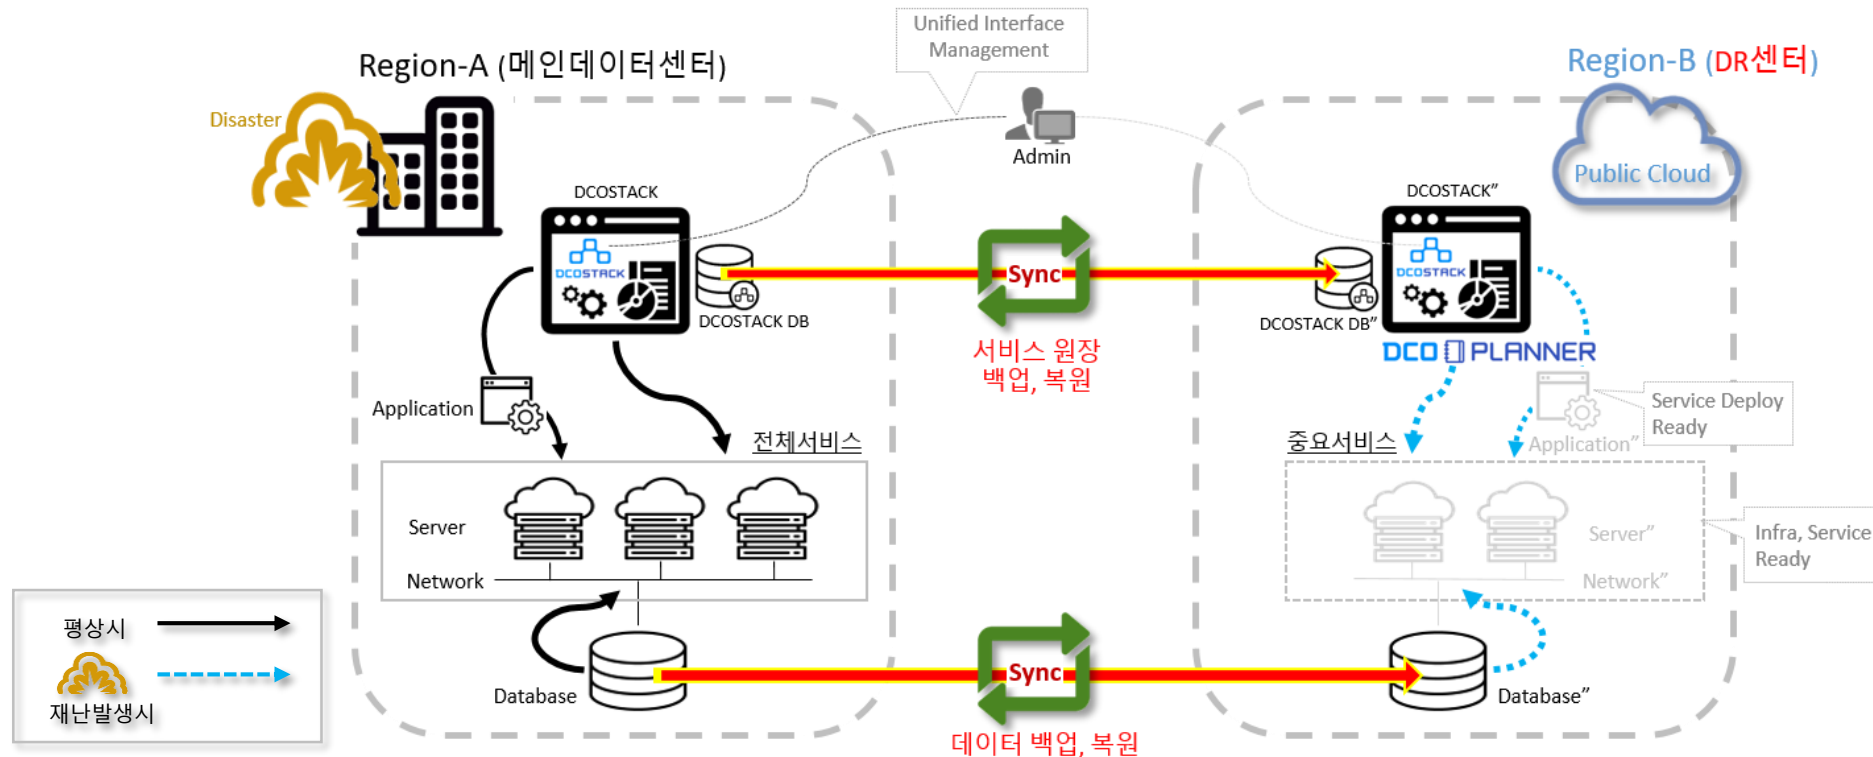 Unified Interface
Management
Region-A (메인데이터센터)
Region-B (DR센터)
Disaster
Public Cloud
Admin
DCOSTACK
DCOSTACK
DCOSTACK DB
Sync
서비스 원장
백업, 복원
DCOSTACK”
DCOSTACK
DCOSTACK DB”
DCO PLANNER
Application
전체서비스
Server
Network
Database
중요서비스
Application”
Service Deploy
Ready
Server”
Network”
Infra, Service
Ready
Database”
Sync
데이터 백업, 복원
평상시
재난발생시